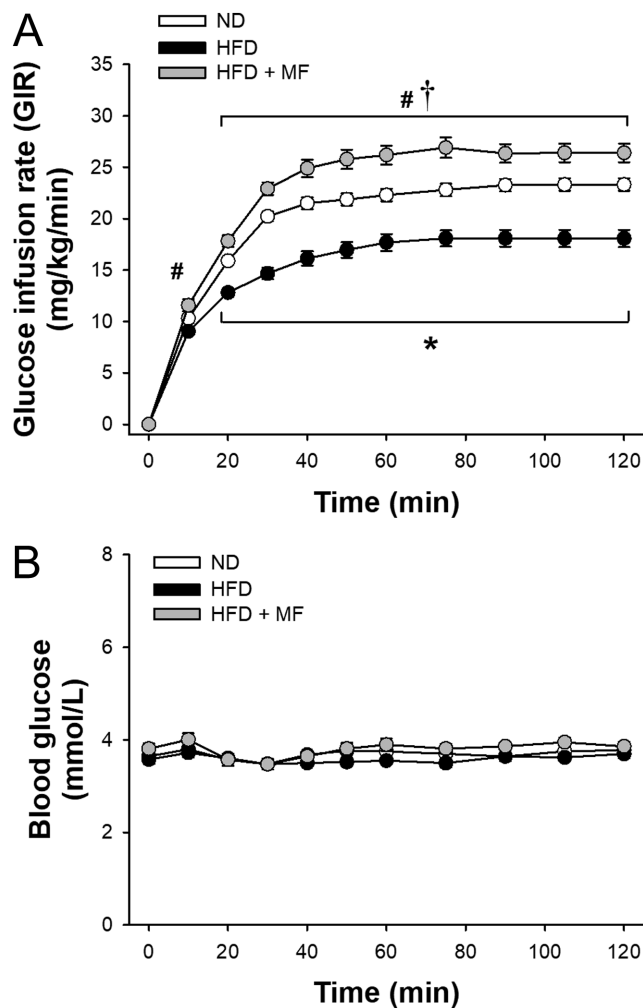 A
ND
HFD
HFD + MF
Glucose infusion rate (GIR)
(mg/kg/min)
35
30
25
20
15
10
5
0
# †
#
*
0 20 40 60 80 100 120
Time (min)
B
ND
HFD
HFD + MF
Blood glucose
(mmol/L)
8
6
4
2
0
0 20 40 60 80 100 120
Time (min)